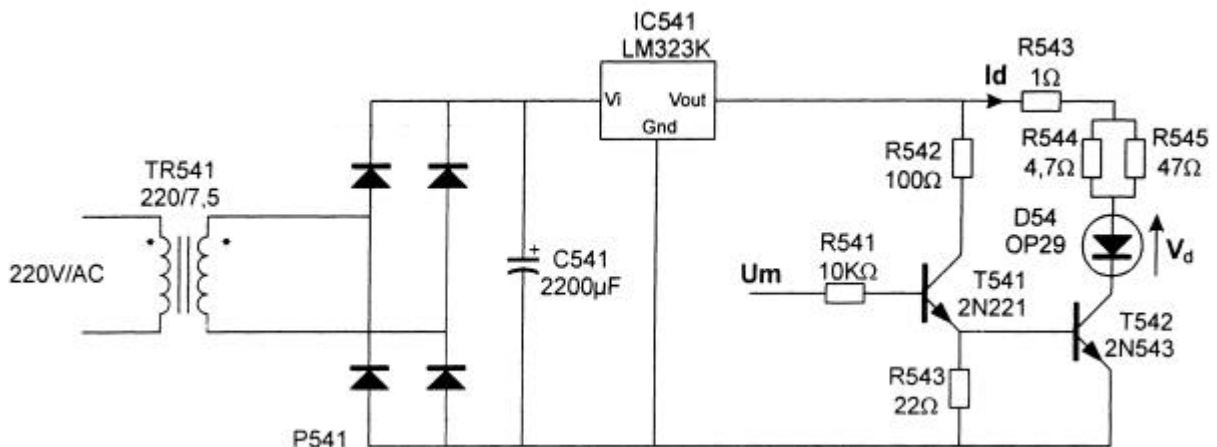 IC541
LM323K
Vi
Vout
Gnd
Id
R543
1Ω
R544
4,7Ω
R545
47Ω
R542
100Ω
TR541
220/7,5
220V/AC
+
C541
2200µF
D54
OP29
Vd
R541
10KΩ
Um
T541
2N221
T542
2N543
R543
22Ω
P541